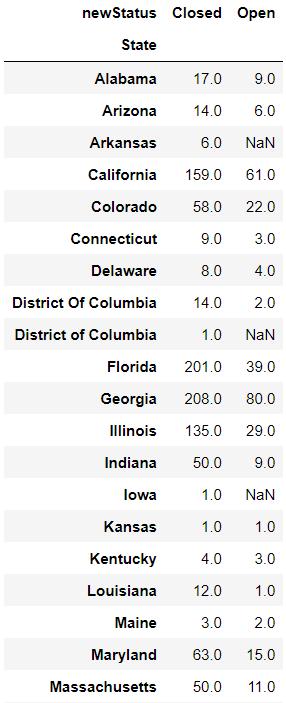 newStatus Closed Open
State
Alabama 17.0 9.0
Arizona 14.0 6.0
Arkansas 6.0 NaN
California 159.0 61.0
Colorado 58.0 22.0
Connecticut 9.0 3.0
Delaware 8.0 4.0
District Of Columbia 14.0 2.0
District of Columbia 1.0 NaN
Florida 201.0 39.0
Georgia 208.0 80.0
Illinois 135.0 29.0
Indiana 50.0 9.0
Iowa 1.0 NaN
Kansas 1.0 1.0
Kentucky 4.0 3.0
Louisiana 12.0 1.0
Maine 3.0 2.0
Maryland 63.0 15.0
Massachusetts 50.0 11.0